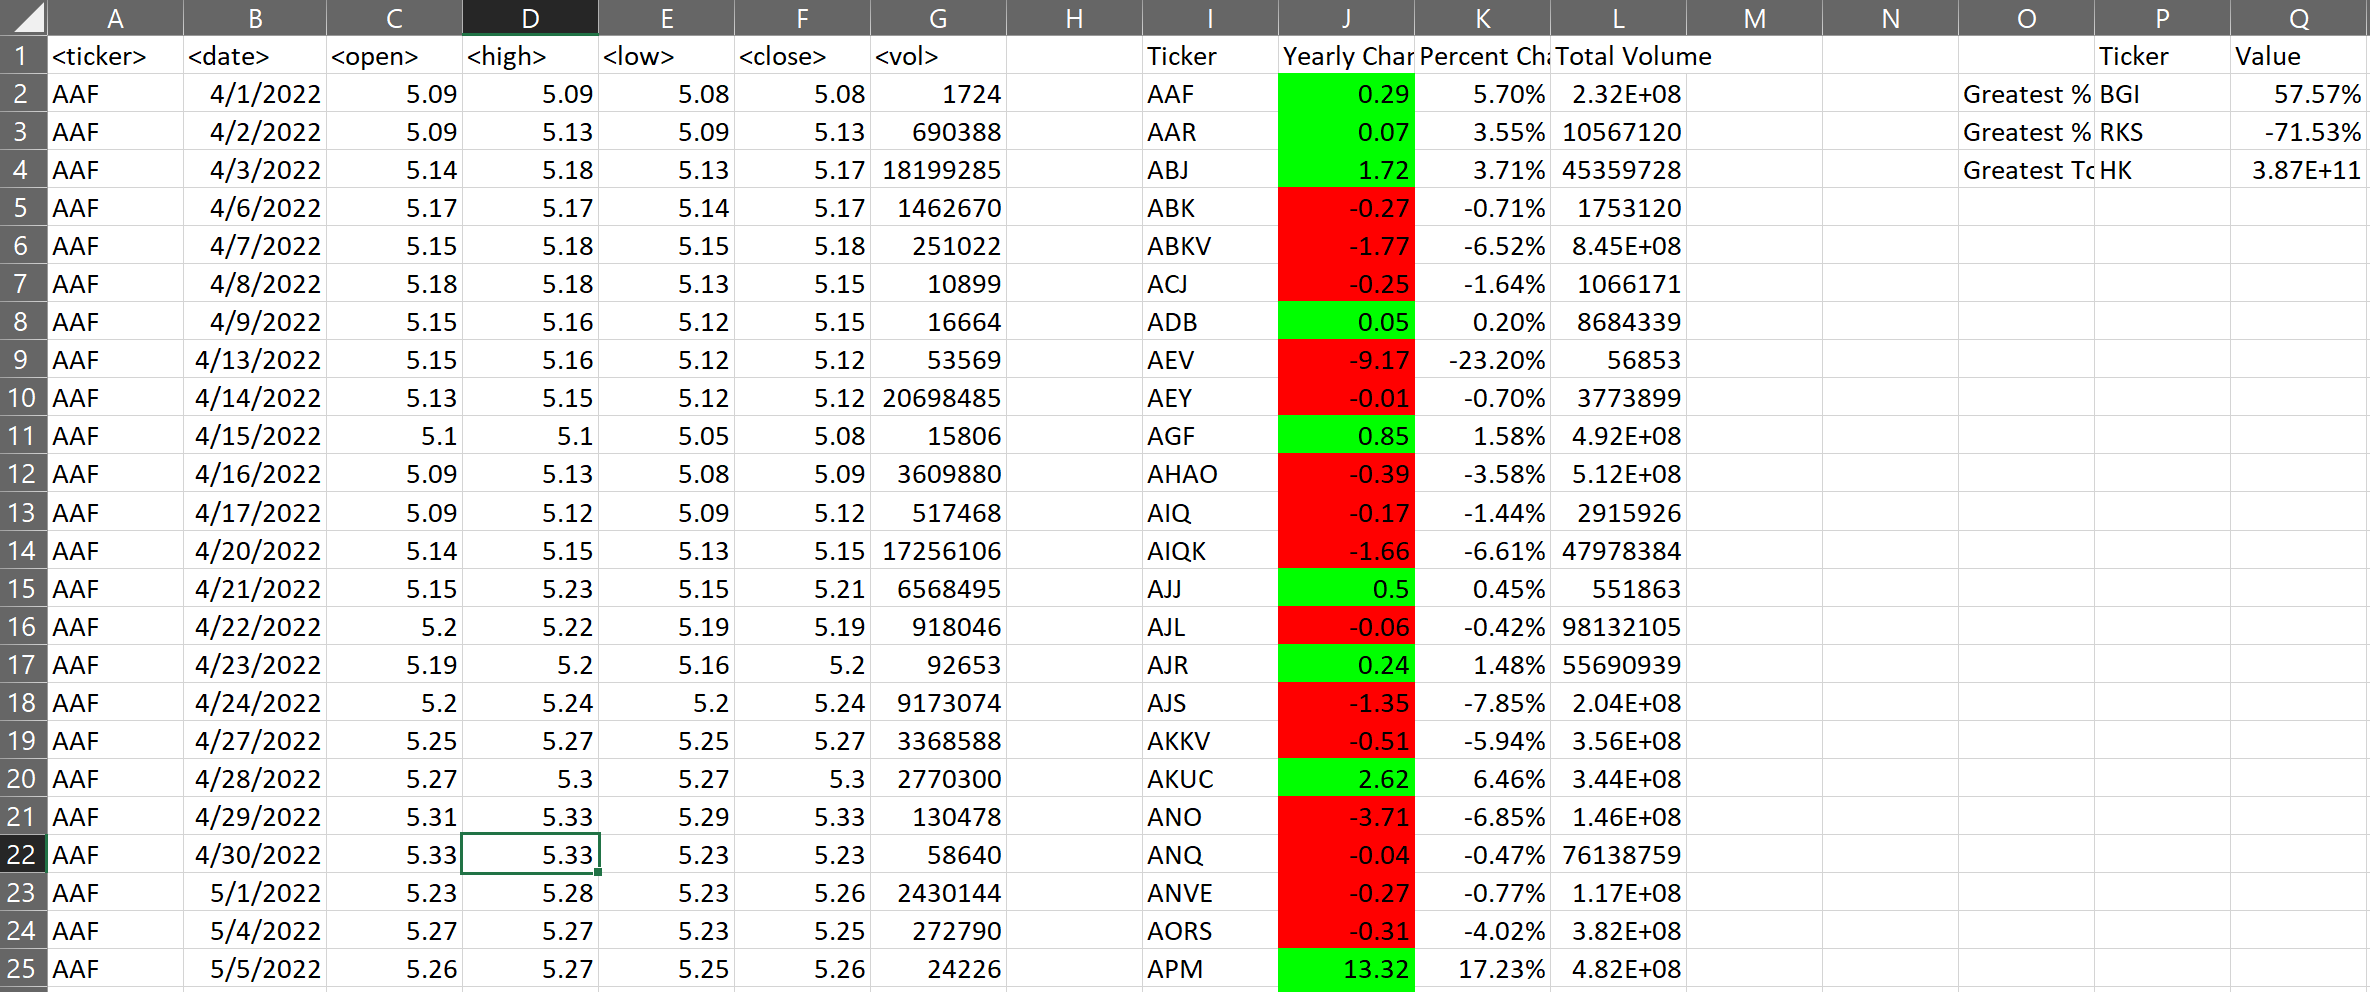 A B C D E F G H I J K L M N O P Q
1 <ticker> <date> <open> <high> <low> <close> <vol> Ticker Yearly Char Percent Cha Total Volume Ticker Value
2 AAF 4/1/2022 5.09 5.09 5.08 5.08 1724 AAF 0.29 5.70% 2.32E+08 Greatest % BGI 57.57%
3 AAF 4/2/2022 5.09 5.13 5.09 5.13 690388 AAR 0.07 3.55% 10567120 Greatest % RKS -71.53%
4 AAF 4/3/2022 5.14 5.18 5.13 5.17 18199285 ABJ 1.72 3.71% 45359728 Greatest To HK 3.87E+11
5 AAF 4/6/2022 5.17 5.17 5.14 5.17 1462670 ABK -0.27 -0.71% 1753120
6 AAF 4/7/2022 5.15 5.18 5.15 5.18 251022 ABKV -1.77 -6.52% 8.45E+08
7 AAF 4/8/2022 5.18 5.18 5.13 5.15 10899 ACJ -0.25 -1.64% 1066171
8 AAF 4/9/2022 5.15 5.16 5.12 5.15 16664 ADB 0.05 0.20% 8684339
9 AAF 4/13/2022 5.15 5.16 5.12 5.12 53569 AEV -9.17 -23.20% 56853
10 AAF 4/14/2022 5.13 5.15 5.12 5.12 20698485 AEY -0.01 -0.70% 3773899
11 AAF 4/15/2022 5.1 5.1 5.05 5.08 15806 AGF 0.85 1.58% 4.92E+08
12 AAF 4/16/2022 5.09 5.13 5.08 5.09 3609880 AHAO -0.39 -3.58% 5.12E+08
13 AAF 4/17/2022 5.09 5.12 5.09 5.12 517468 AIQ -0.17 -1.44% 2915926
14 AAF 4/20/2022 5.14 5.15 5.13 5.15 17256106 AIQK -1.66 -6.61% 47978384
15 AAF 4/21/2022 5.15 5.23 5.15 5.21 6568495 AJJ 0.5 0.45% 551863
16 AAF 4/22/2022 5.2 5.22 5.19 5.19 918046 AJL -0.06 -0.42% 98132105
17 AAF 4/23/2022 5.19 5.2 5.16 5.2 92653 AJR 0.24 1.48% 55690939
18 AAF 4/24/2022 5.2 5.24 5.2 5.24 9173074 AJS -1.35 -7.85% 2.04E+08
19 AAF 4/27/2022 5.25 5.27 5.25 5.27 3368588 AKKV -0.51 -5.94% 3.56E+08
20 AAF 4/28/2022 5.27 5.3 5.27 5.3 2770300 AKUC 2.62 6.46% 3.44E+08
21 AAF 4/29/2022 5.31 5.33 5.29 5.33 130478 ANO -3.71 -6.85% 1.46E+08
22 AAF 4/30/2022 5.33 5.33 5.23 5.23 58640 ANQ -0.04 -0.47% 76138759
23 AAF 5/1/2022 5.23 5.28 5.23 5.26 2430144 ANVE -0.27 -0.77% 1.17E+08
24 AAF 5/4/2022 5.27 5.27 5.23 5.25 272790 AORS -0.31 -4.02% 3.82E+08
25 AAF 5/5/2022 5.26 5.27 5.25 5.26 24226 APM 13.32 17.23% 4.82E+08